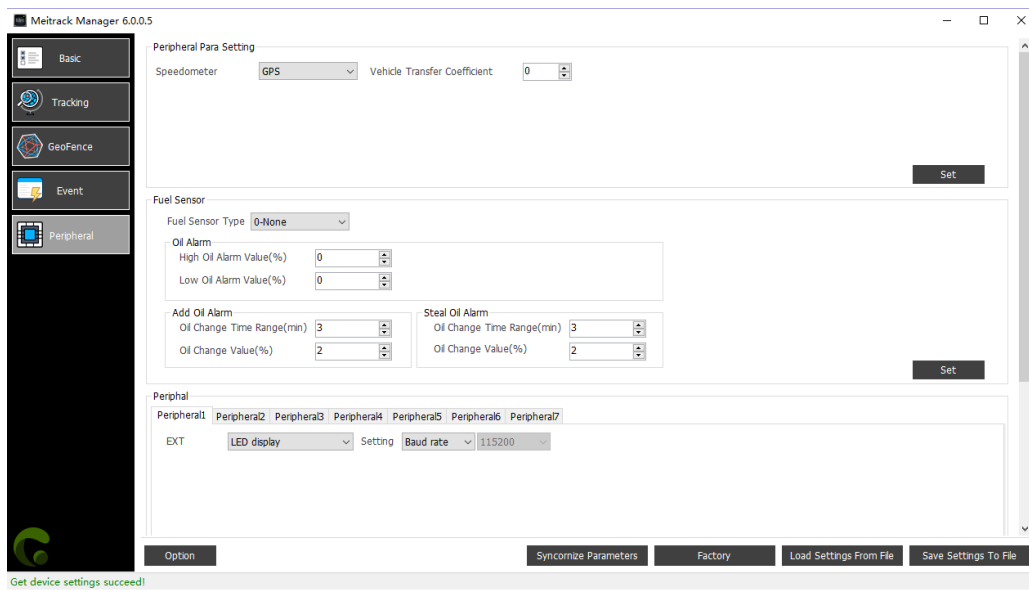 Meitrack Manager 6.0.0.5
Basic
Tracking
GeoFence
Event
Peripheral
Peripheral Para Setting
Speedometer GPS Vehicle Transfer Coefficient 0
Set
Fuel Sensor
Fuel Sensor Type 0-None
Oil Alarm
High Oil Alarm Value(%) 0
Low Oil Alarm Value(%) 0
Add Oil Alarm
Oil Change Time Range(min) 3
Oil Change Value(%) 2
Steal Oil Alarm
Oil Change Time Range(min) 3
Oil Change Value(%) 2
Set
Periphal
Peripheral1 Peripheral2 Peripheral3 Peripheral4 Peripheral5 Peripheral6 Peripheral7
EXT LED display Setting Baud rate 115200
Option Syncornize Parameters Factory Load Settings From File Save Settings To File
Get device settings succeed!